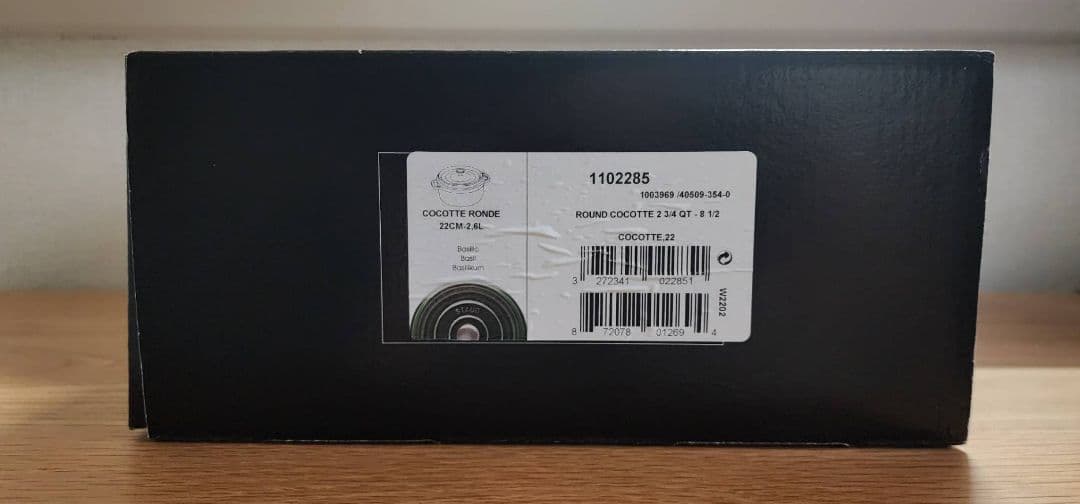 COCOTTE RONDE
22CM-2,6L
Basilic
Basil
Basilikum
STAUB
1102285
1003969 /40509-354-0
ROUND COCOTTE 2 3/4 QT - 8 1/2
COCOTTE,22
3 272341 022851
W2202
8 72078 01269 4